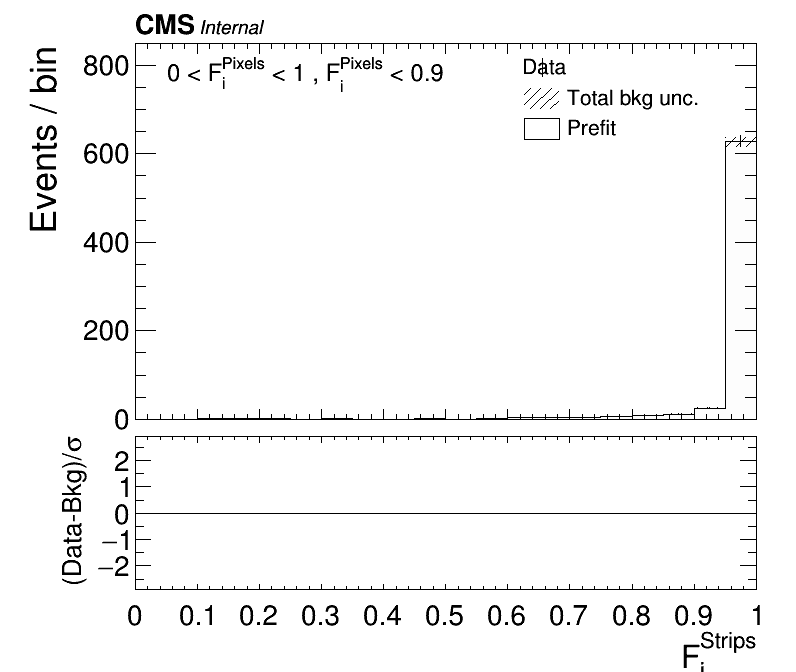 CMS Internal
0 < F_i^Pixels < 1 , F_i^Pixels < 0.9
Data
Total bkg unc.
Prefit
Events / bin
800
600
400
200
0
(Data-Bkg)/σ
2
1
0
−1
−2
0 0.1 0.2 0.3 0.4 0.5 0.6 0.7 0.8 0.9 1
F_i^Strips